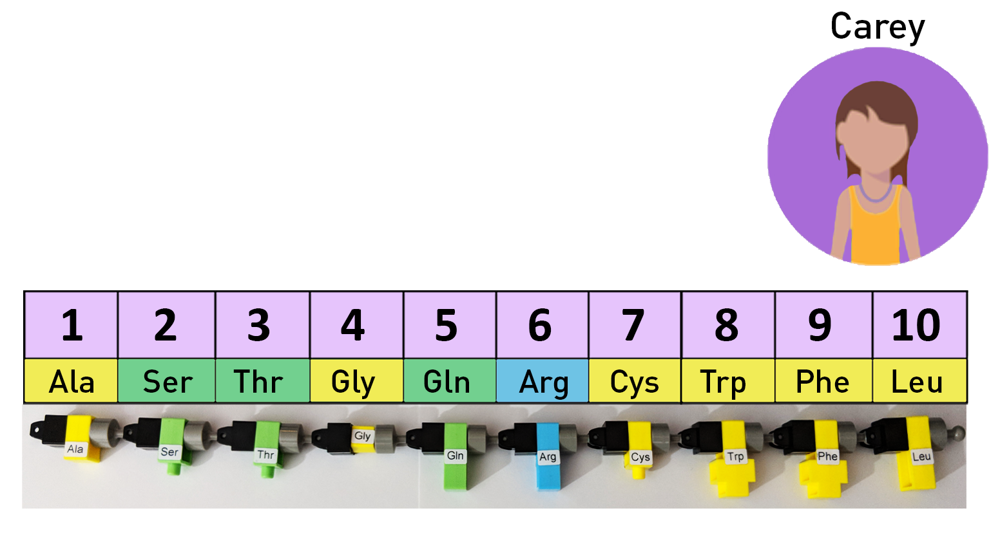 Carey
1 2 3 4 5 6 7 8 9 10
Ala Ser Thr Gly Gln Arg Cys Trp Phe Leu
Ala Ser Thr Gly Gln Arg Cys Trp Phe Leu